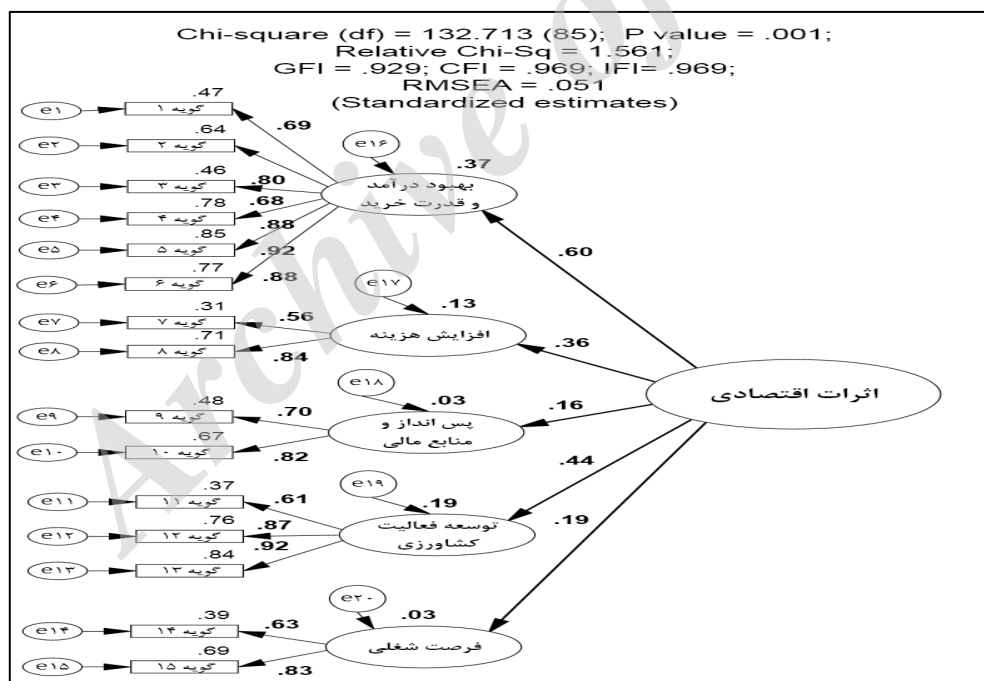 Chi-square (df) = 132.713 (85); P value = .001;
Relative Chi-Sq = 1.561;
GFI = .929; CFI = .969; IFI= .969;
RMSEA = .051
(Standardized estimates)
e۱
.47
گویه ۱
.69
e۲
.64
گویه ۲
.80
e۳
.46
گویه ۳
.68
e۴
.78
گویه ۴
.88
e۵
.85
گویه ۵
.92
e۶
.77
گویه ۶
.88
e۱۶
.37
بهبود درآمد
و قدرت خرید
.60
e۷
.31
گویه ۷
.56
e۸
.71
گویه ۸
.84
e۱۷
.13
افزایش هزینه
.36
اثرات اقتصادی
e۹
.48
گویه ۹
.70
e۱۰
.67
گویه ۱۰
.82
e۱۸
.03
پس انداز و
منابع مالی
.16
e۱۱
.37
گویه ۱۱
.61
e۱۲
.76
گویه ۱۲
.87
e۱۳
.84
گویه ۱۳
.92
e۱۹
.19
توسعه فعالیت
کشاورزی
.44
e۱۴
.39
گویه ۱۴
.63
e۱۵
.69
گویه ۱۵
.83
e۲۰
.03
فرصت شغلی
.19
Archive of